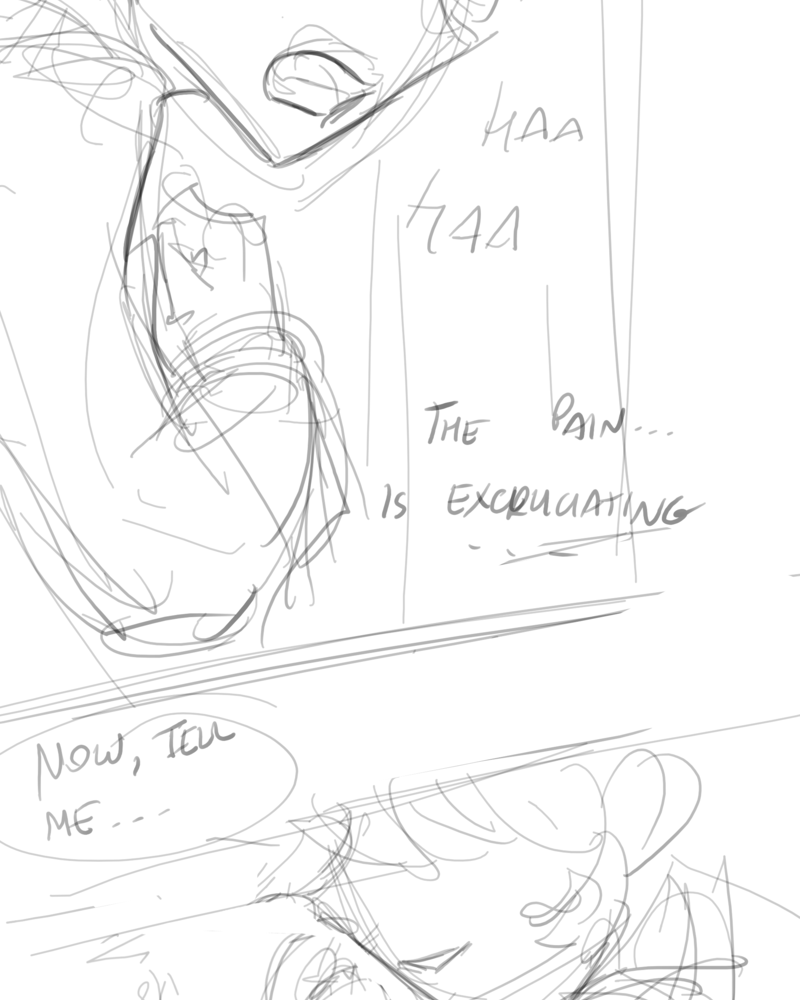 HAA
HAA
THE PAIN...
IS EXCRUCIATING
NOW, TELL
ME...